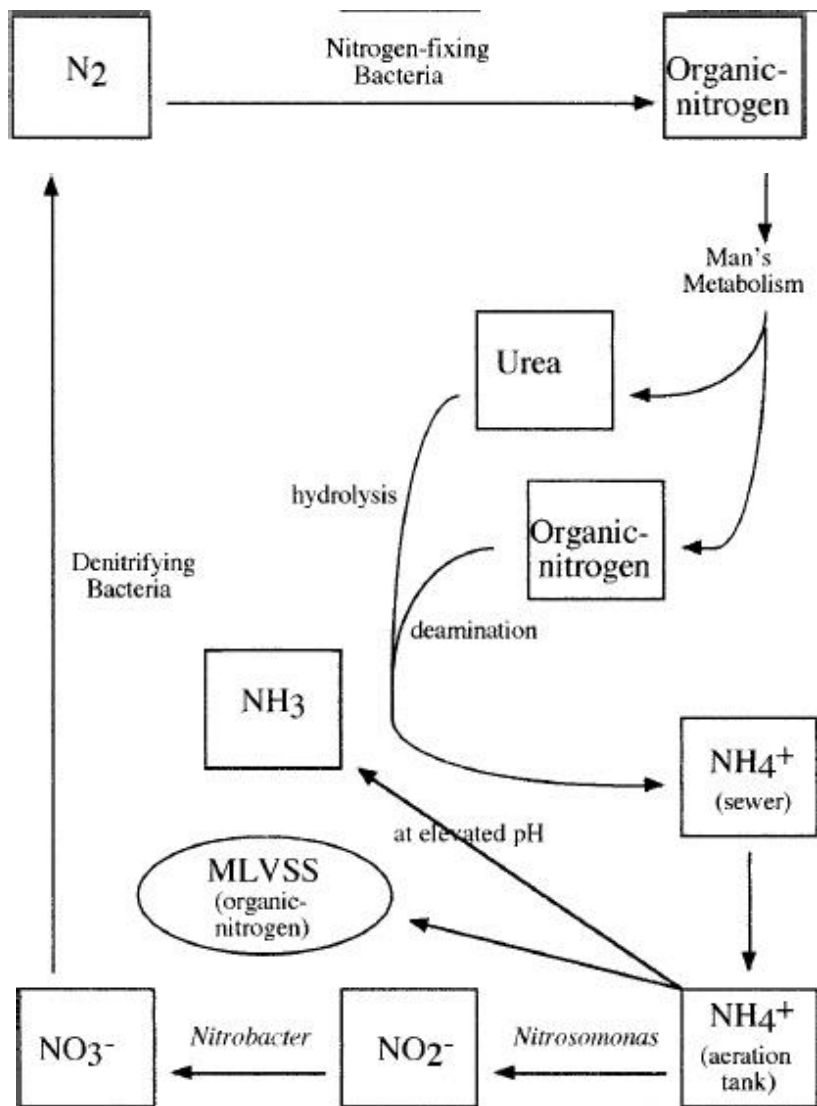 N2
Nitrogen-fixing
Bacteria
Organic-
nitrogen
Man's
Metabolism
Urea
hydrolysis
Organic-
nitrogen
Denitrifying
Bacteria
deamination
NH3
NH4+
(sewer)
at elevated pH
MLVSS
(organic-
nitrogen)
NO3-
Nitrobacter
NO2-
Nitrosomonas
NH4+
(aeration
tank)